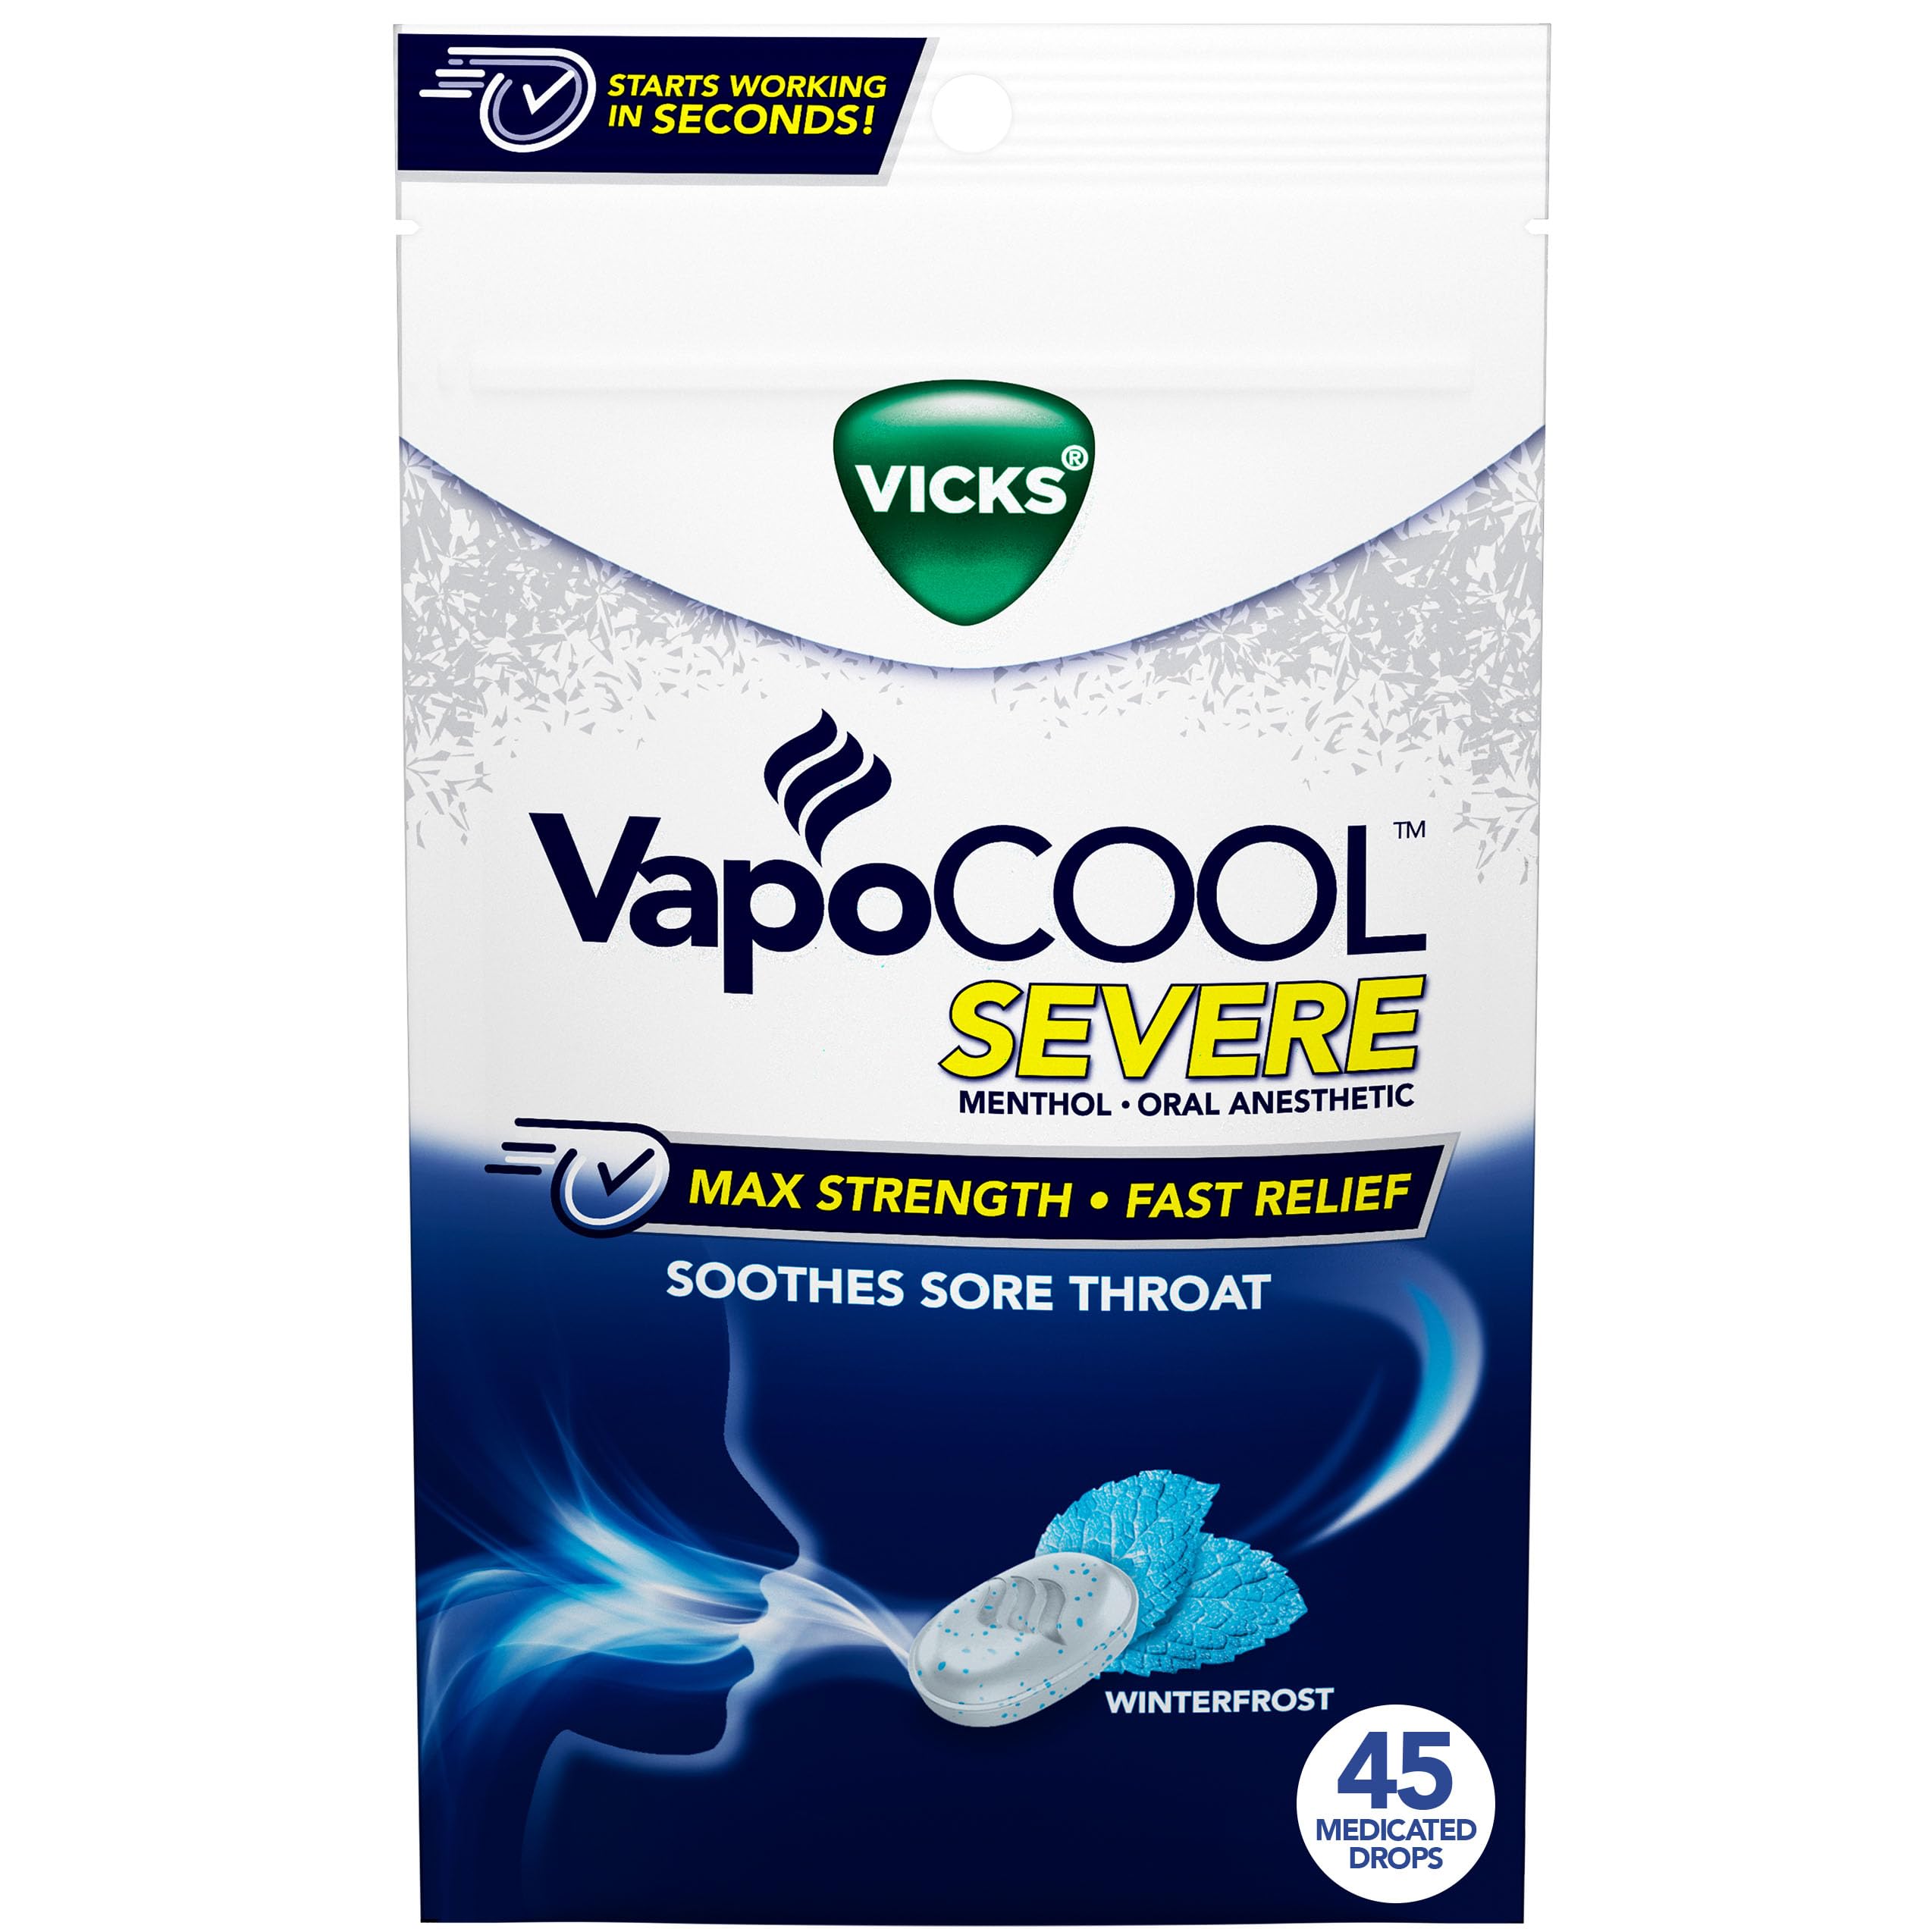 STARTS WORKING
IN SECONDS!
VICKS®
VapoCOOL™
SEVERE
MENTHOL • ORAL ANESTHETIC
MAX STRENGTH • FAST RELIEF
SOOTHES SORE THROAT
WINTERFROST
45
MEDICATED
DROPS